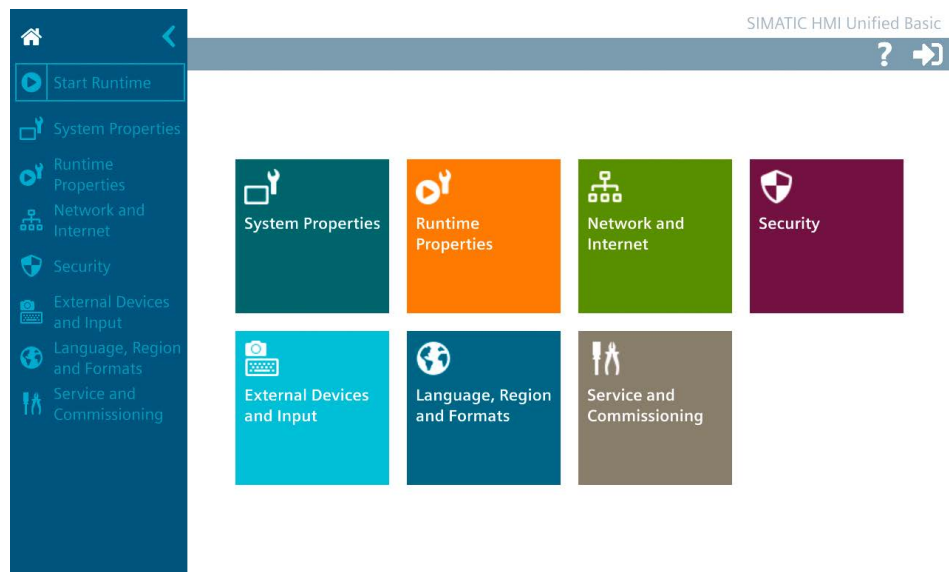 SIMATIC HMI Unified Basic
?
Start Runtime
System Properties
Runtime
Properties
Network and
Internet
Security
External Devices
and Input
Language, Region
and Formats
Service and
Commissioning
System Properties
Runtime
Properties
Network and
Internet
Security
External Devices
and Input
Language, Region
and Formats
Service and
Commissioning